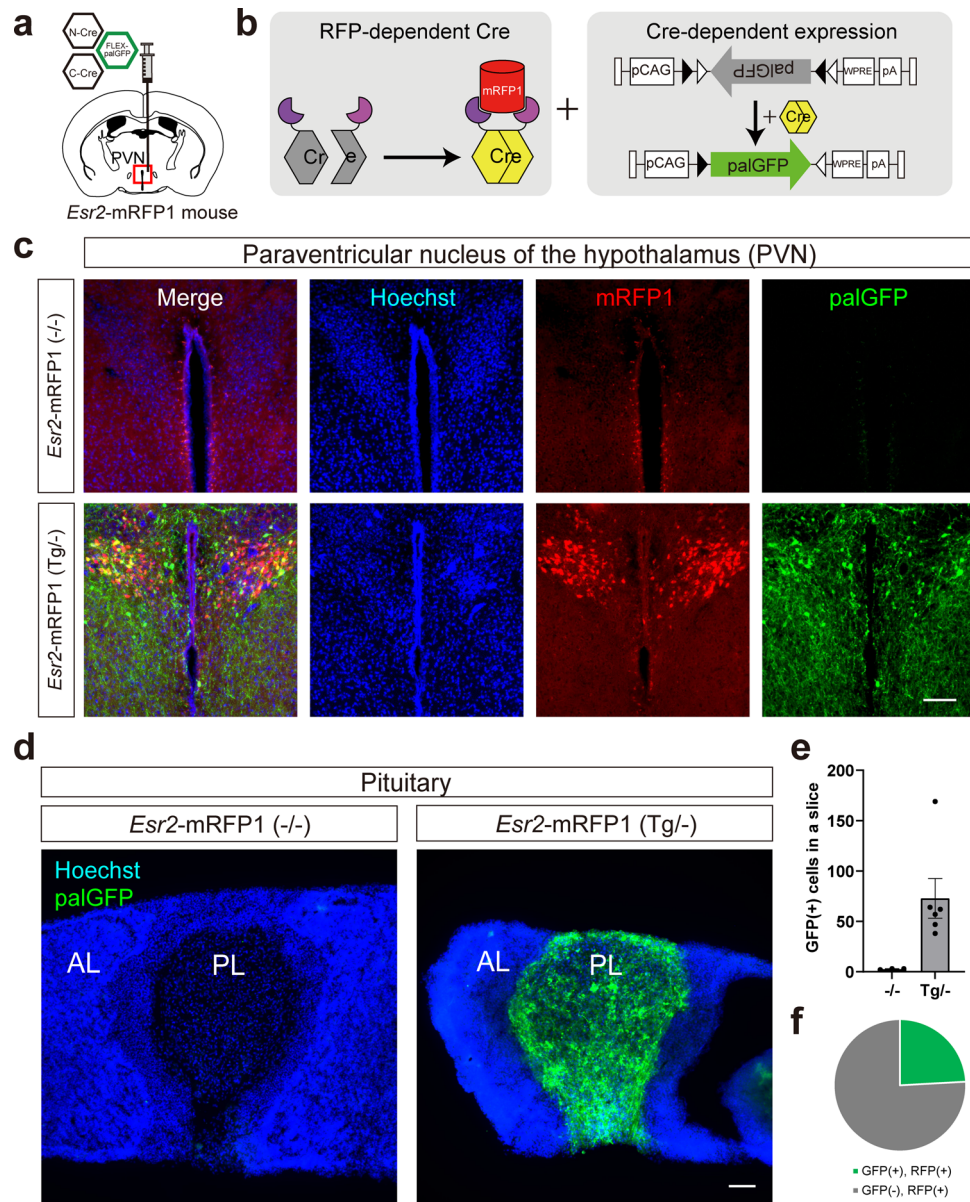 a
N-Cre
FLEX-
palGFP
C-Cre
PVN
Esr2-mRFP1 mouse
b
RFP-dependent Cre
mRFP1
Cr
e
Cre
+
Cre-dependent expression
pCAG
palGFP
WPRE
pA
+
Cre
pCAG
palGFP
WPRE
pA
c
Paraventricular nucleus of the hypothalamus (PVN)
Esr2-mRFP1 (-/-)
Merge
Hoechst
mRFP1
palGFP
Esr2-mRFP1 (Tg/-)
d
Pituitary
Esr2-mRFP1 (-/-)
Esr2-mRFP1 (Tg/-)
Hoechst
palGFP
AL
PL
AL
PL
e
GFP(+) cells in a slice
200
150
100
50
0
-/-
Tg/-
f
GFP(+), RFP(+)
GFP(-), RFP(+)